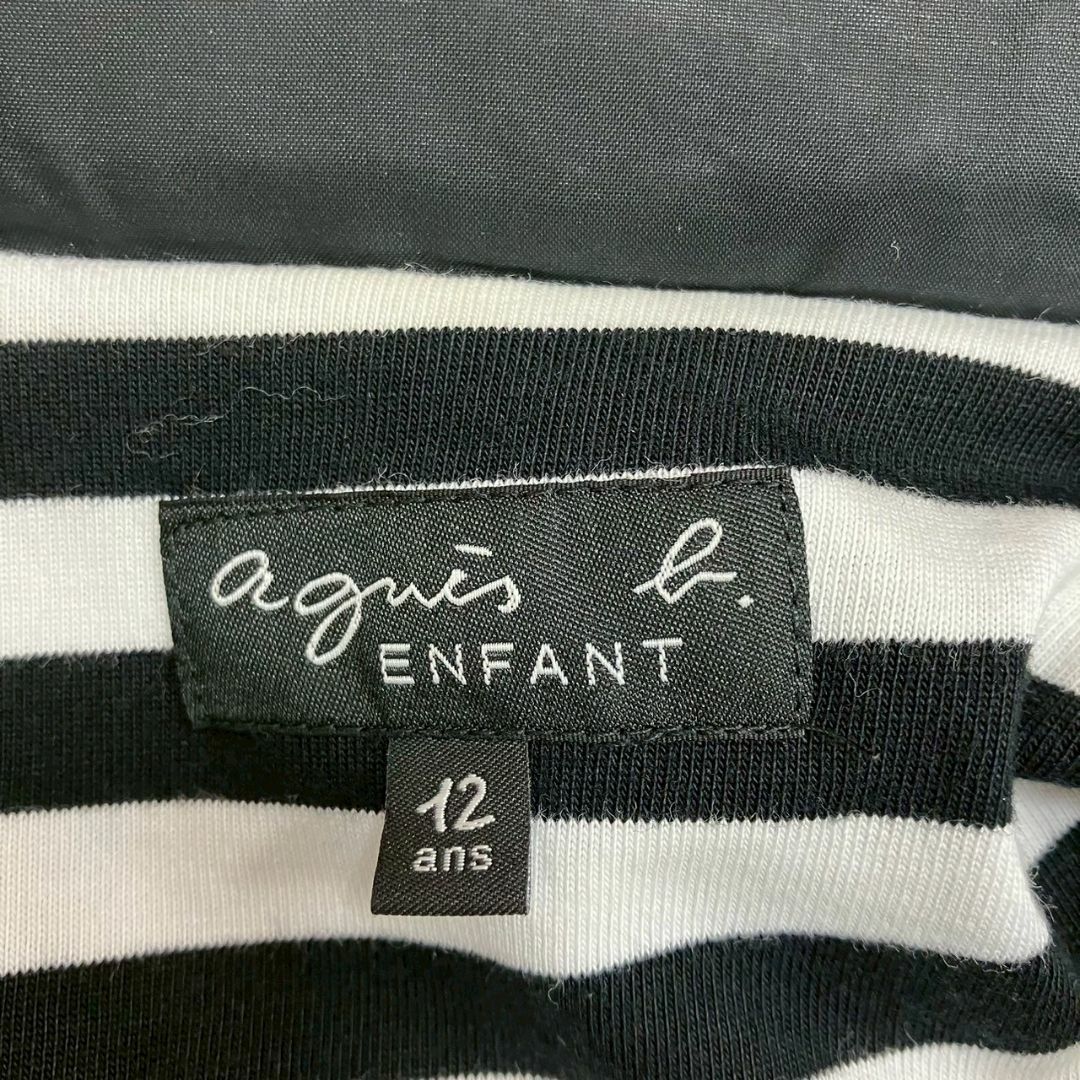 agnès b.
ENFANT
12
ans